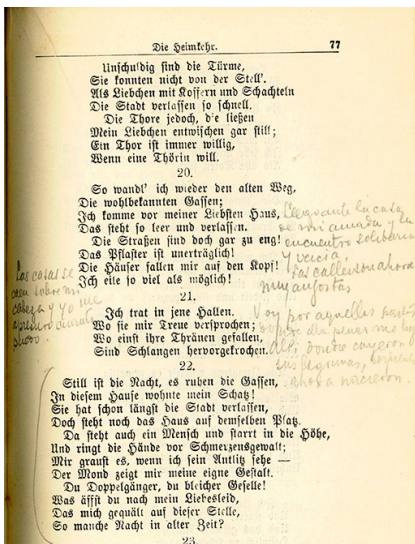 Die Heimkehr. 77
Unschuldig sind die Türme,
Sie konnten nicht von der Stell'.
Als Liebchen mit Koffern und Schachteln
Die Stadt verlassen so schnell.
Die Thore jedoch, die ließen
Mein Liebchen entwischen gar still;
Ein Thor ist immer willig,
Wenn eine Thörin will.
20.
So wandl' ich wieder den alten Weg,
Die wohlbekannten Gassen;
Ich komme vor meiner Liebsten Haus,
Das steht so leer und verlassen.
Die Straßen sind doch gar zu eng!
Das Pflaster ist unerträglich!
Die Häuser fallen mir auf den Kopf!
Ich eile so viel als möglich!
21.
Ich trat in jene Hallen,
Wo sie mir Treue versprochen;
Wo einst ihre Thränen gefallen,
Sind Schlangen hervorgekrochen.
22.
Still ist die Nacht, es ruhen die Gassen,
In diesem Hause wohnte mein Schatz!
Sie hat schon längst die Stadt verlassen,
Doch steht noch das Haus auf demselben Platz.
Da steht auch ein Mensch und starrt in die Höhe,
Und ringt die Hände vor Schmerzensgewalt;
Mir graust es, wenn ich sein Antlitz sehe —
Der Mond zeigt mir meine eigne Gestalt.
Du Doppelgänger, du bleicher Geselle!
Was äffst du nach mein Liebesleid,
Das mich gequält auf dieser Stelle,
So manche Nacht in alter Zeit?
23.
Llego ante la casa
de mi amada y la
encuentro solitaria
y vacía.
Las calles son ahora
muy angostas
Las casas se
caen sobre mi
cabeza y yo me
Voy por aquellos
donde cayeron
sus lágrimas,
ahora nacieron.